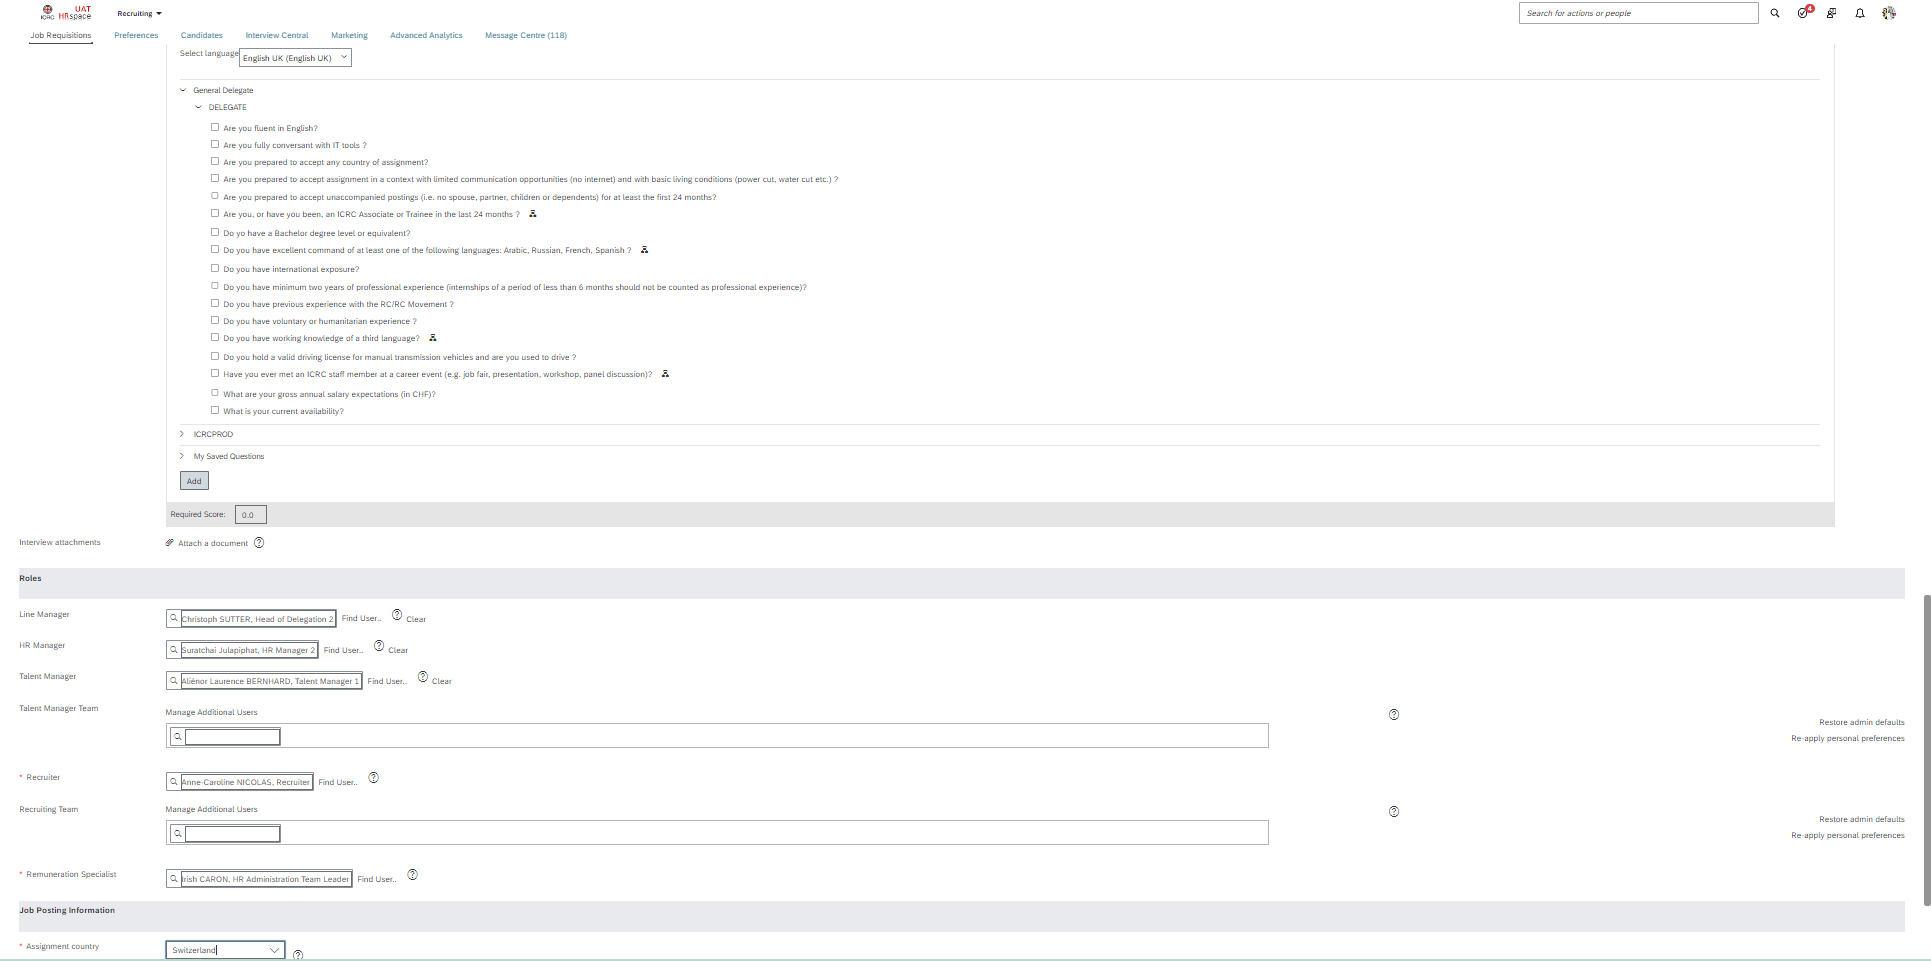 UAT
ICRC HRspace
Recruiting
Search for actions or people
4
Job Requisitions Preferences Candidates Interview Central Marketing Advanced Analytics Message Centre (118)
Select language English UK (English UK)
General Delegate
DELEGATE
Are you fluent in English?
Are you fully conversant with IT tools ?
Are you prepared to accept any country of assignment?
Are you prepared to accept assignment in a context with limited communication opportunities (no internet) and with basic living conditions (power cut, water cut etc.) ?
Are you prepared to accept unaccompanied postings (i.e. no spouse, partner, children or dependents) for at least the first 24 months?
Are you, or have you been, an ICRC Associate or Trainee in the last 24 months ?
Do yo have a Bachelor degree level or equivalent?
Do you have excellent command of at least one of the following languages: Arabic, Russian, French, Spanish ?
Do you have international exposure?
Do you have minimum two years of professional experience (internships of a period of less than 6 months should not be counted as professional experience)?
Do you have previous experience with the RC/RC Movement ?
Do you have voluntary or humanitarian experience ?
Do you have working knowledge of a third language?
Do you hold a valid driving license for manual transmission vehicles and are you used to drive ?
Have you ever met an ICRC staff member at a career event (e.g. job fair, presentation, workshop, panel discussion)?
What are your gross annual salary expectations (in CHF)?
What is your current availability?
ICRCPROD
My Saved Questions
Add
Required Score: 0.0
Interview attachments Attach a document ?
Roles
Line Manager Christoph SUTTER, Head of Delegation 2 Find User.. ? Clear
HR Manager Suratchai Julapiphat, HR Manager 2 Find User.. ? Clear
Talent Manager Aliénor Laurence BERNHARD, Talent Manager 1 Find User.. ? Clear
Talent Manager Team Manage Additional Users ?
Restore admin defaults
Re-apply personal preferences
* Recruiter Anne-Caroline NICOLAS, Recruiter Find User.. ?
Recruiting Team Manage Additional Users ?
Restore admin defaults
Re-apply personal preferences
* Remuneration Specialist Irish CARON, HR Administration Team Leader Find User.. ?
Job Posting Information
* Assignment country Switzerland ?